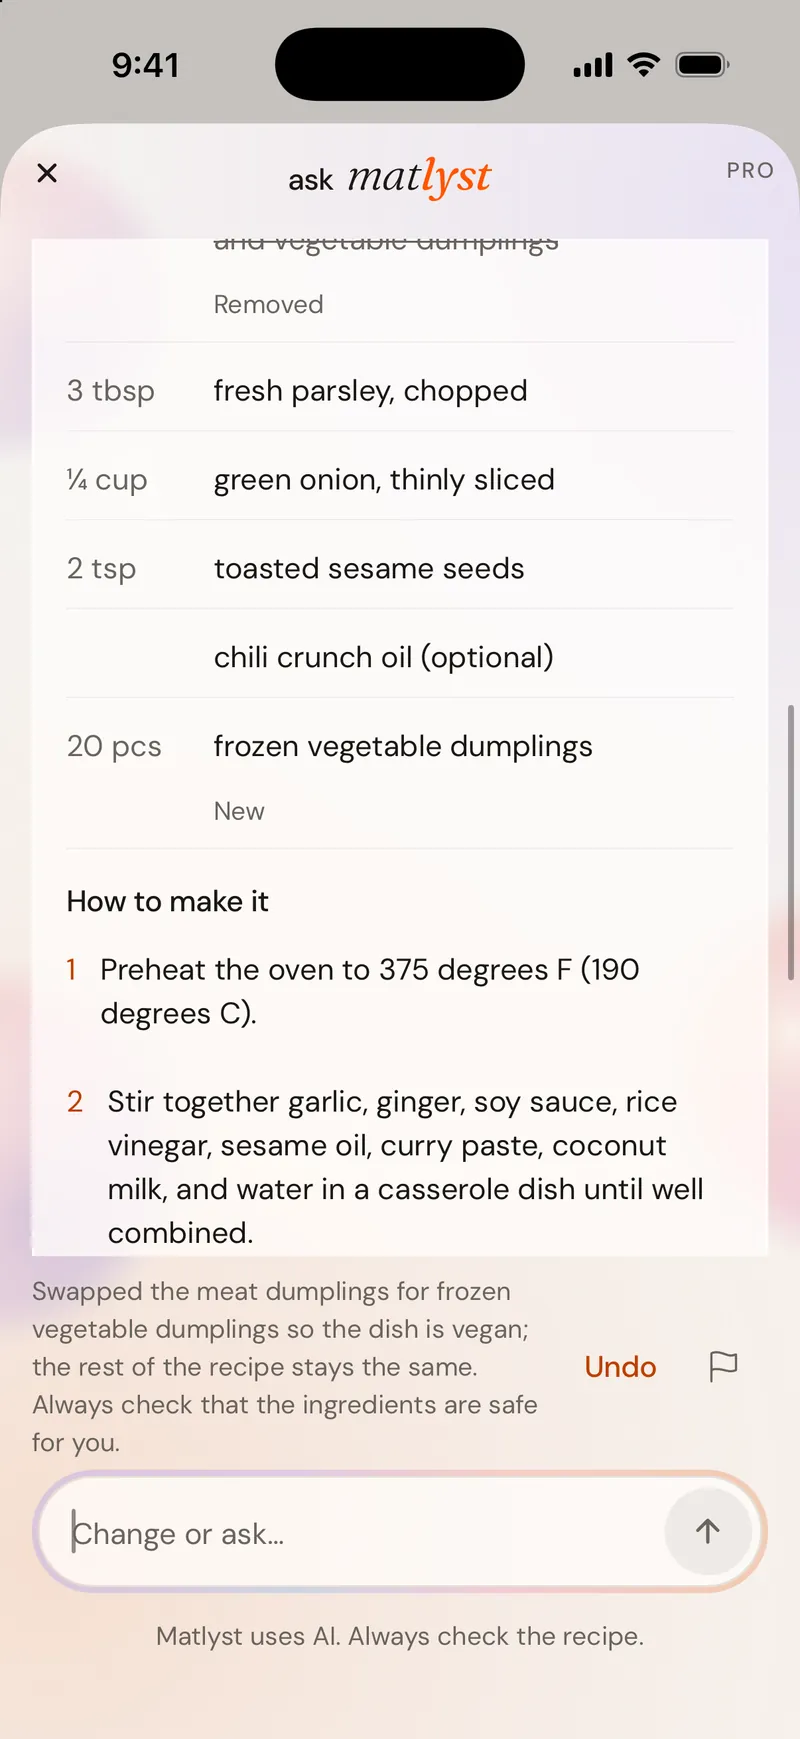 9:41
ask matlyst
PRO
and vegetable dumplings
Removed
3 tbsp fresh parsley, chopped
¼ cup green onion, thinly sliced
2 tsp toasted sesame seeds
chili crunch oil (optional)
20 pcs frozen vegetable dumplings
New
How to make it
1 Preheat the oven to 375 degrees F (190
degrees C).
2 Stir together garlic, ginger, soy sauce, rice
vinegar, sesame oil, curry paste, coconut
milk, and water in a casserole dish until well
combined.
Swapped the meat dumplings for frozen
vegetable dumplings so the dish is vegan;
the rest of the recipe stays the same.
Always check that the ingredients are safe
for you.
Undo
Change or ask...
Matlyst uses AI. Always check the recipe.